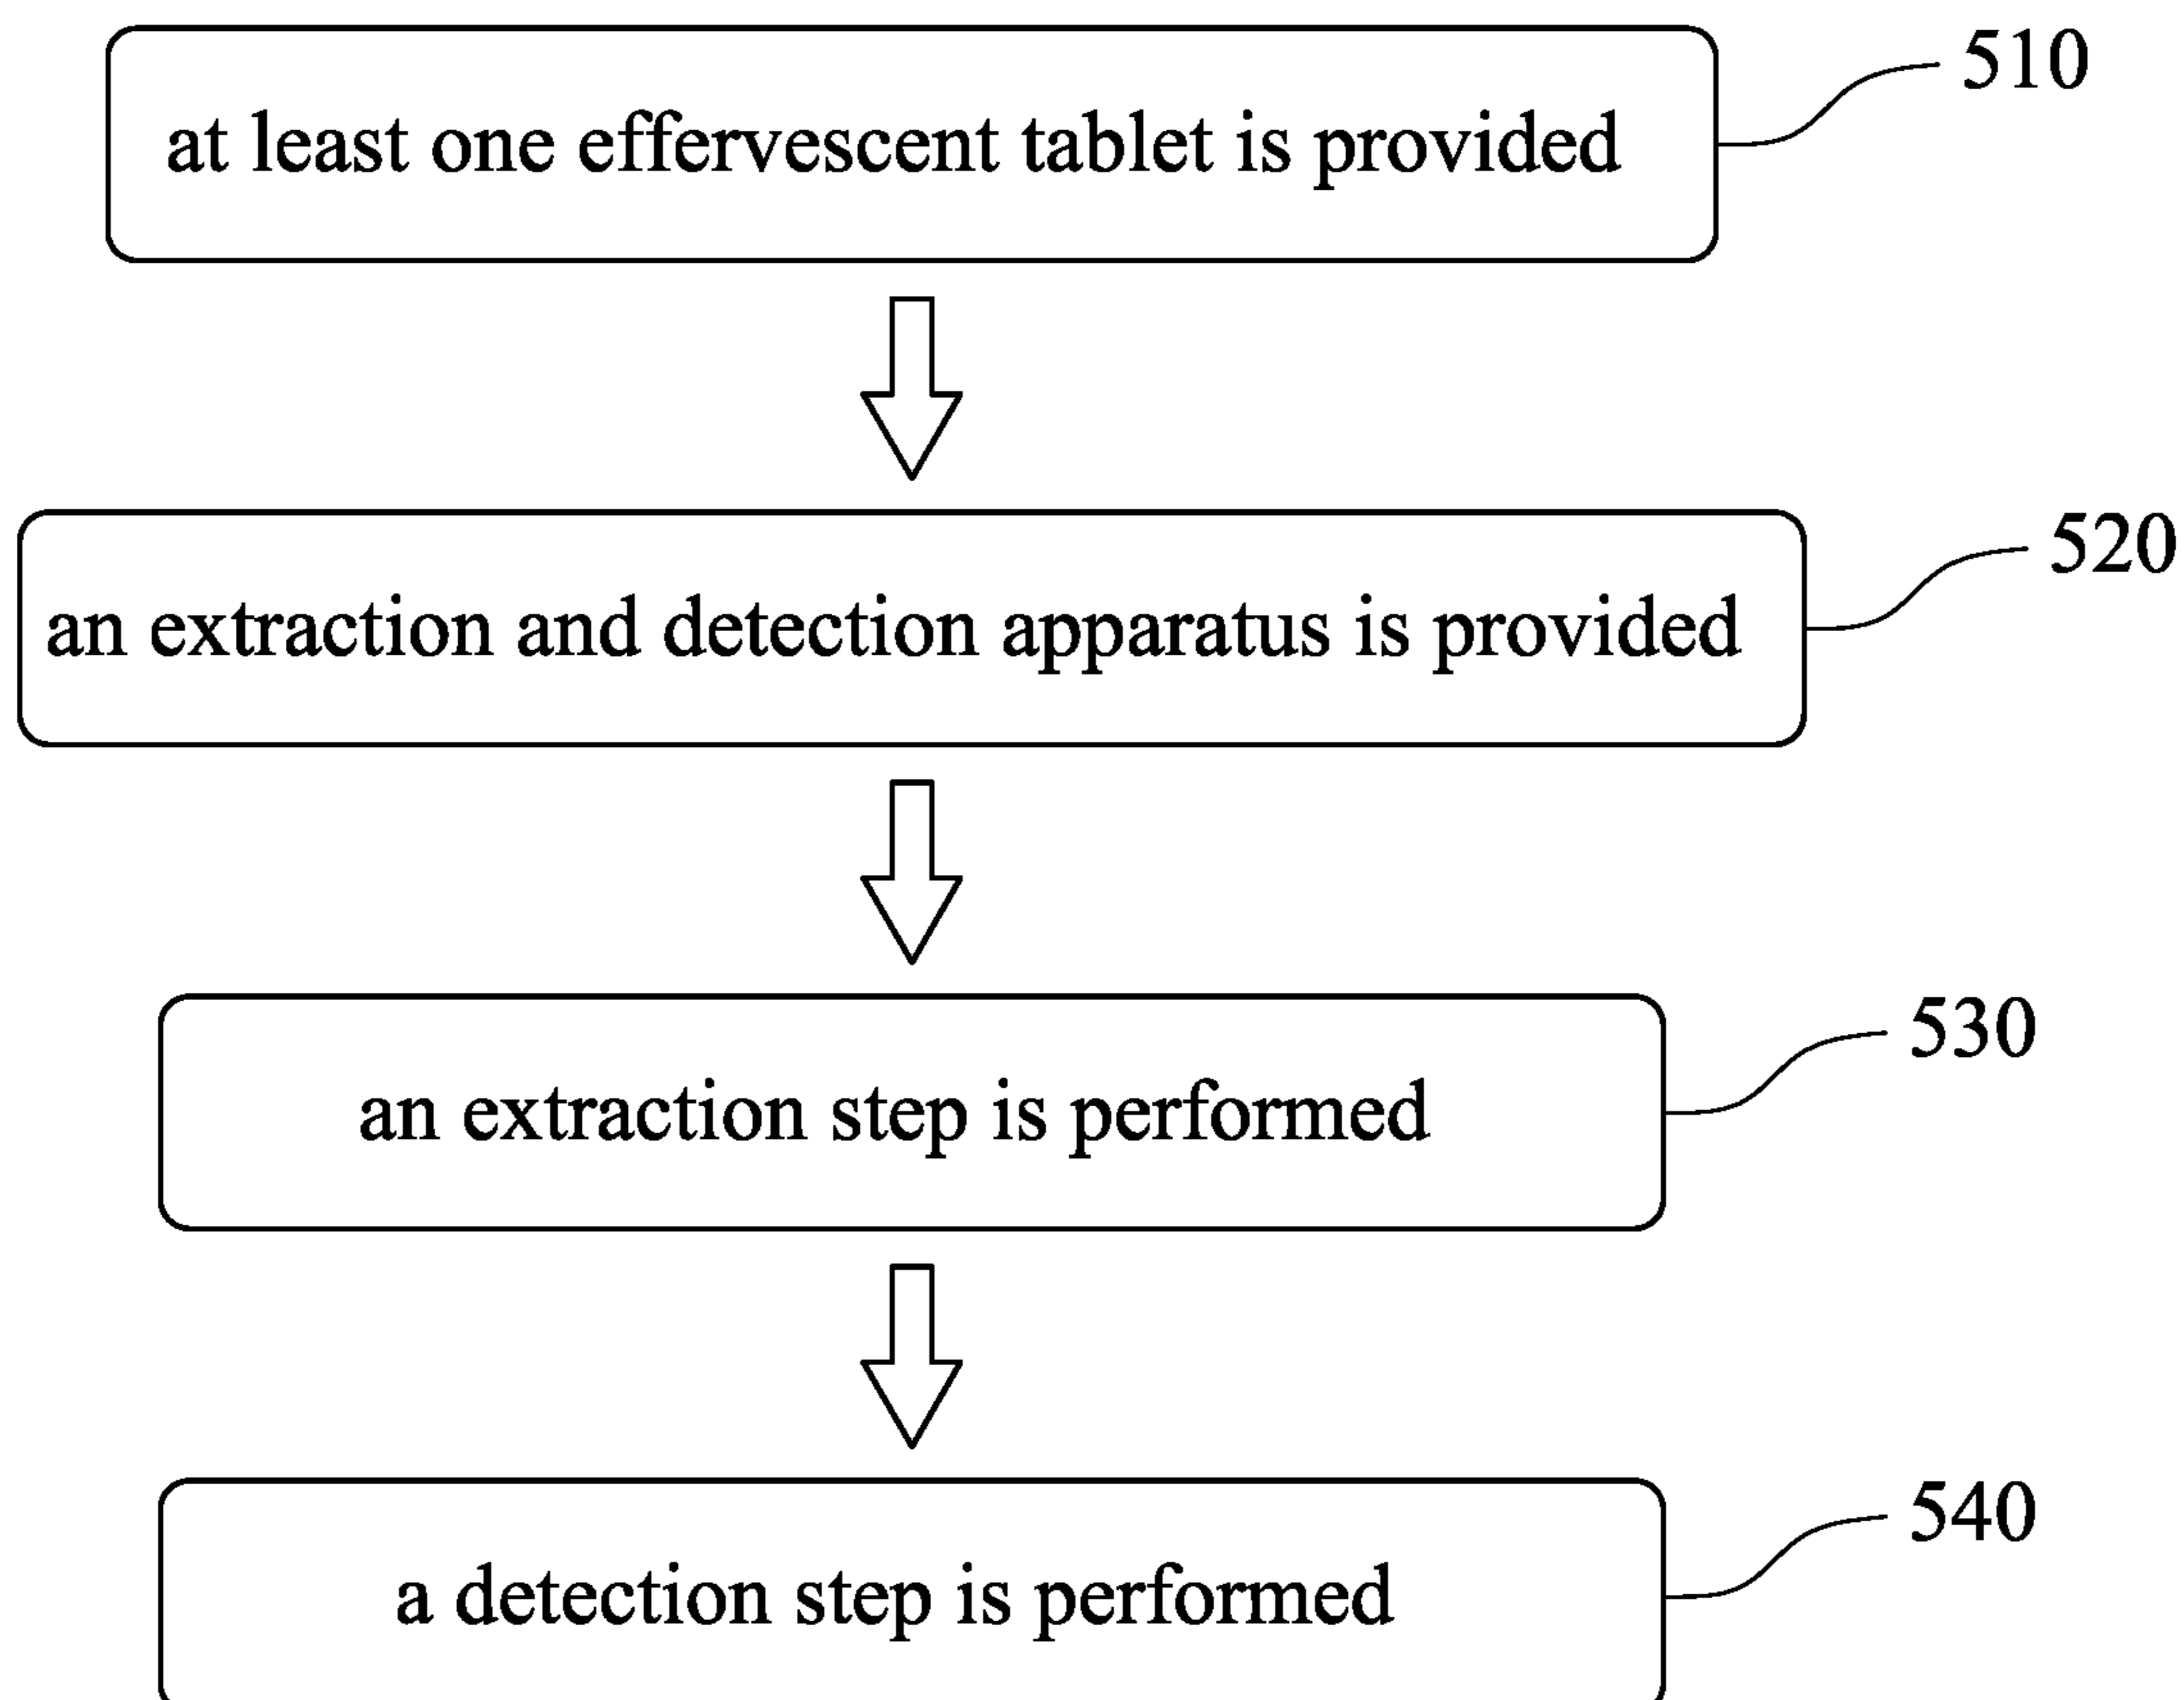 at least one effervescent tablet is provided
510
an extraction and detection apparatus is provided
520
an extraction step is performed
530
a detection step is performed
540